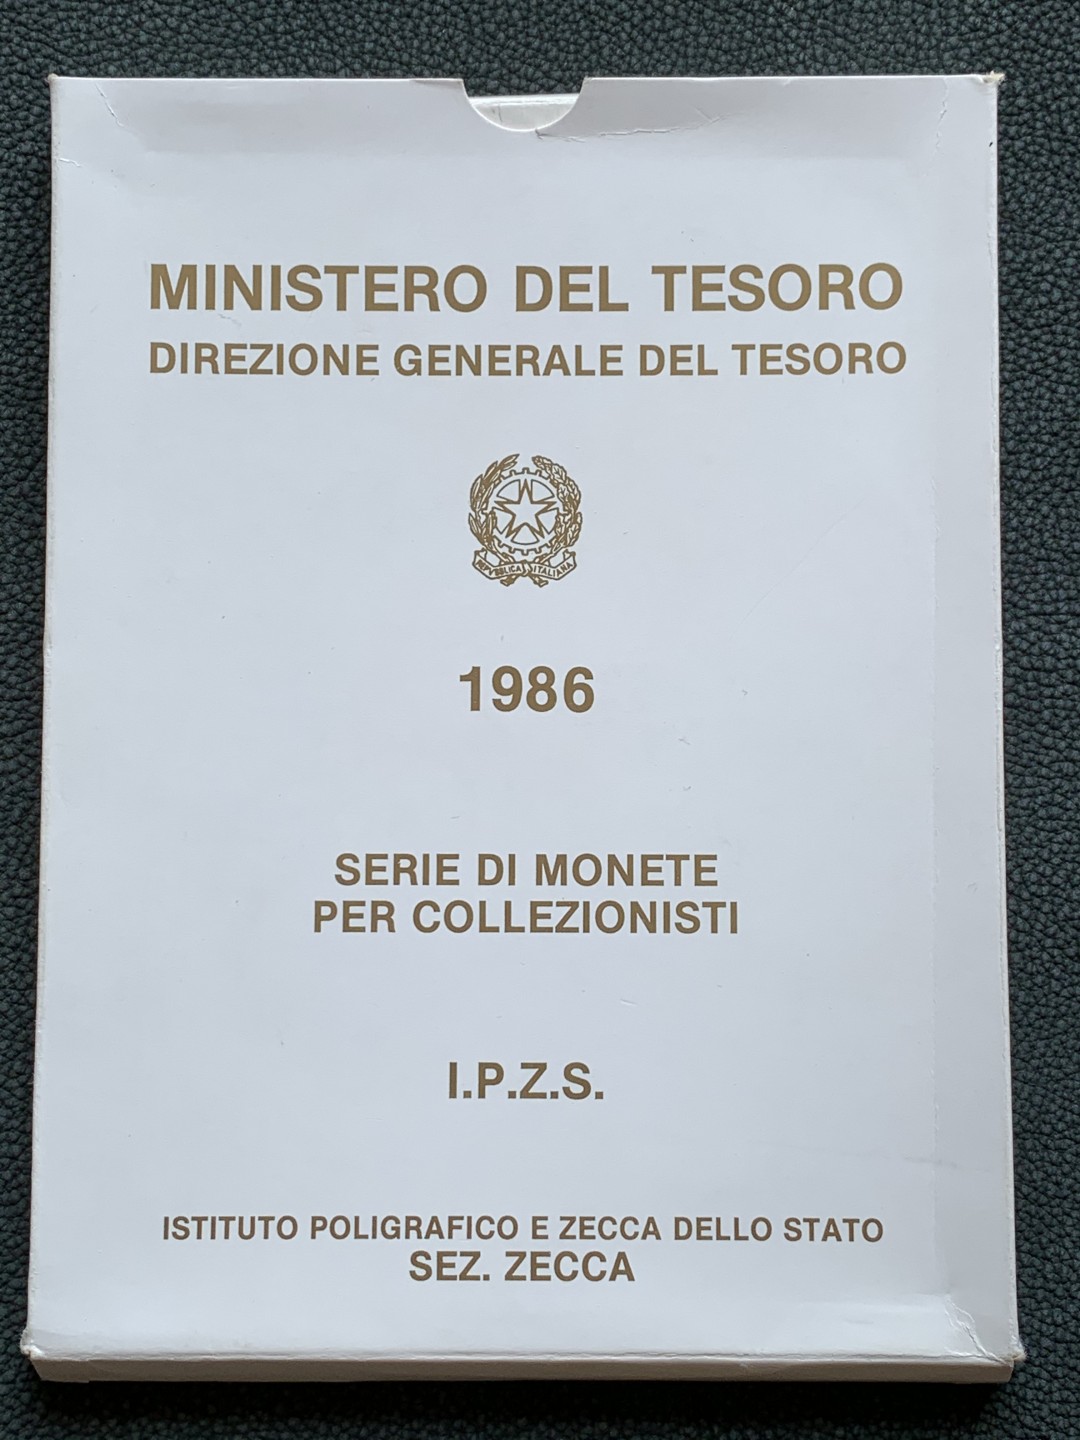 MINISTERO DEL TESORO
DIREZIONE GENERALE DEL TESORO
REPVBBLICA ITALIANA
1986
SERIE DI MONETE
PER COLLEZIONISTI
I.P.Z.S.
ISTITUTO POLIGRAFICO E ZECCA DELLO STATO
SEZ. ZECCA